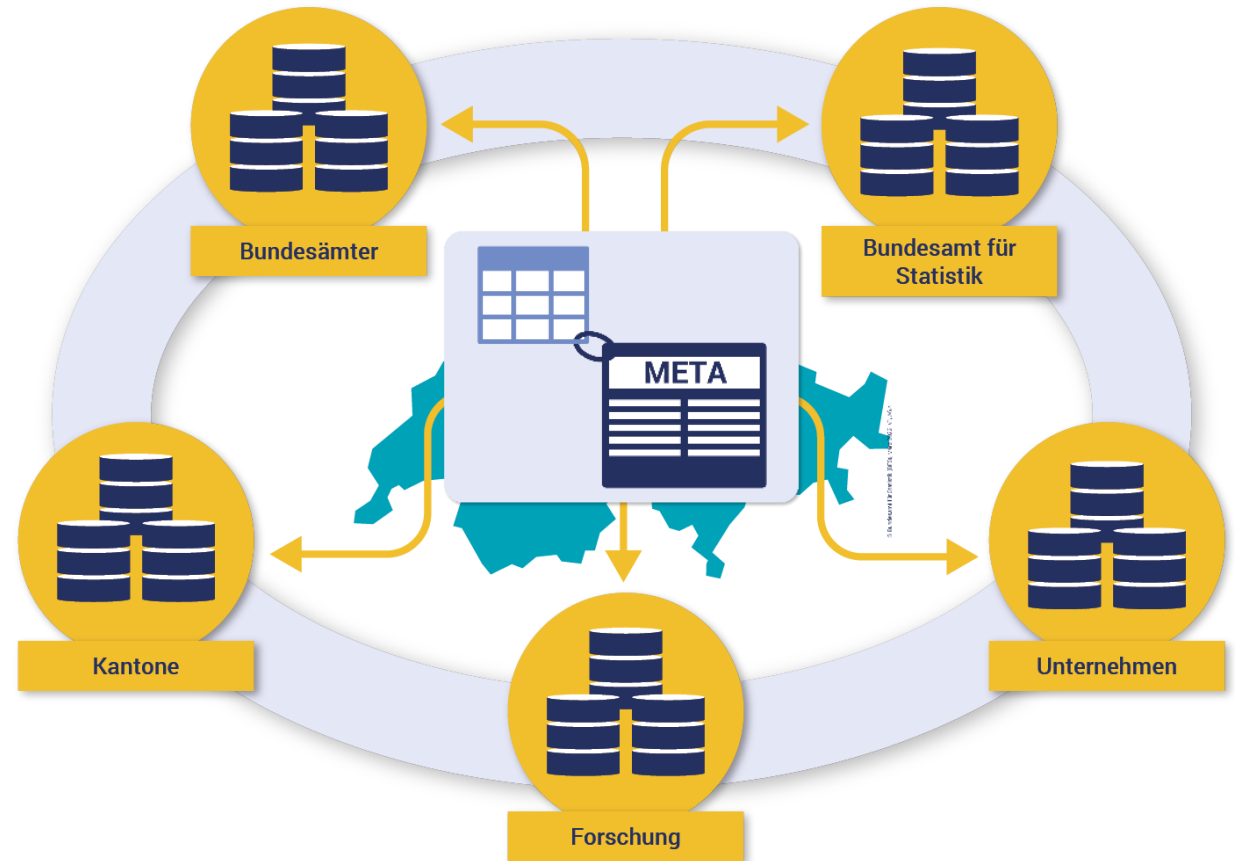 Bundesämter
Bundesamt für
Statistik
META
Kantone
Unternehmen
Forschung